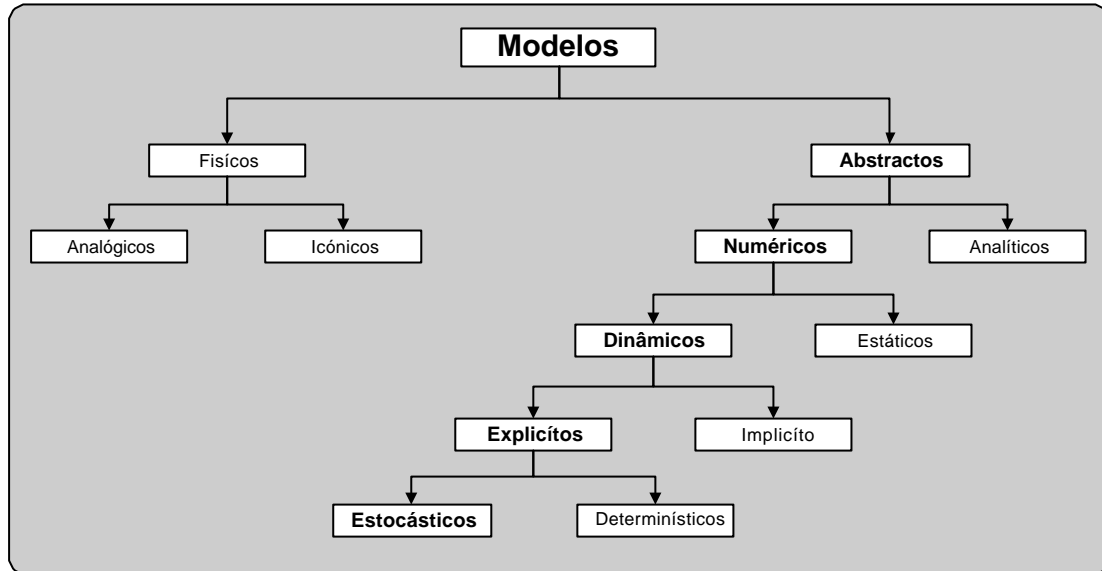 Modelos
Fisícos
Abstractos
Analógicos
Icónicos
Numéricos
Analíticos
Dinâmicos
Estáticos
Explicítos
Implicíto
Estocásticos
Determinísticos